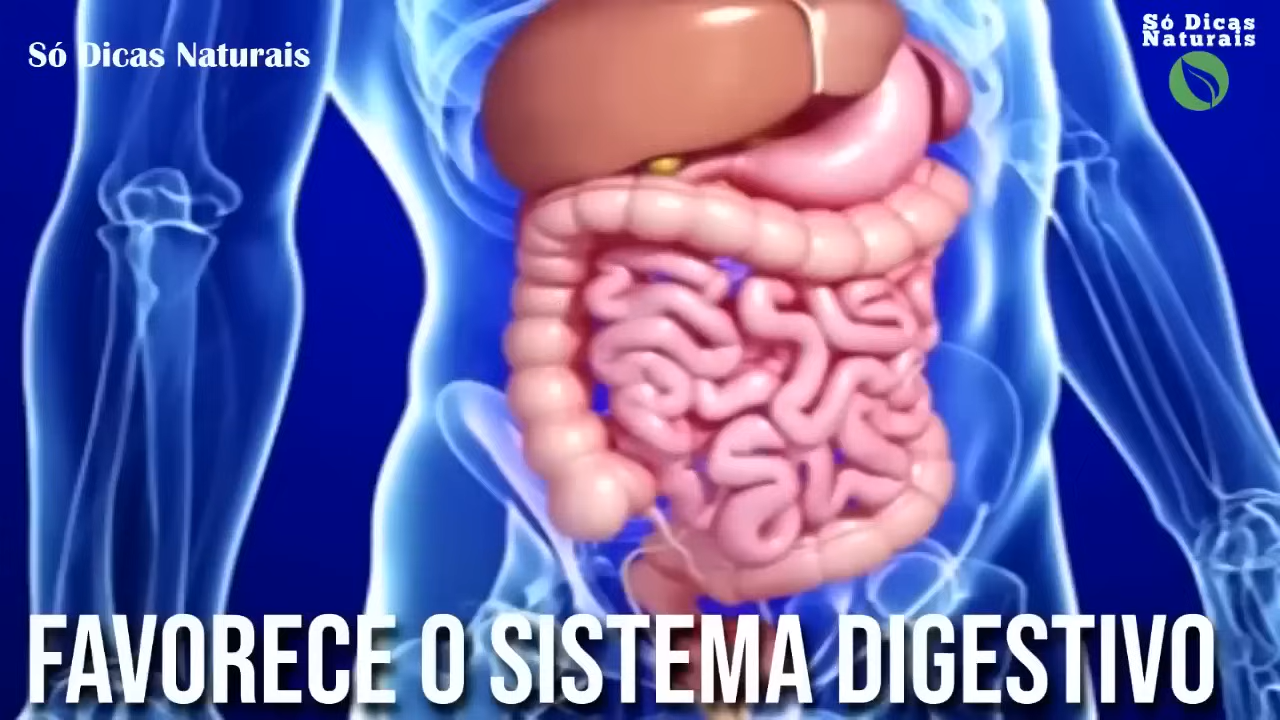 Só Dicas Naturais
Só Dicas
Naturais
FAVORECE O SISTEMA DIGESTIVO